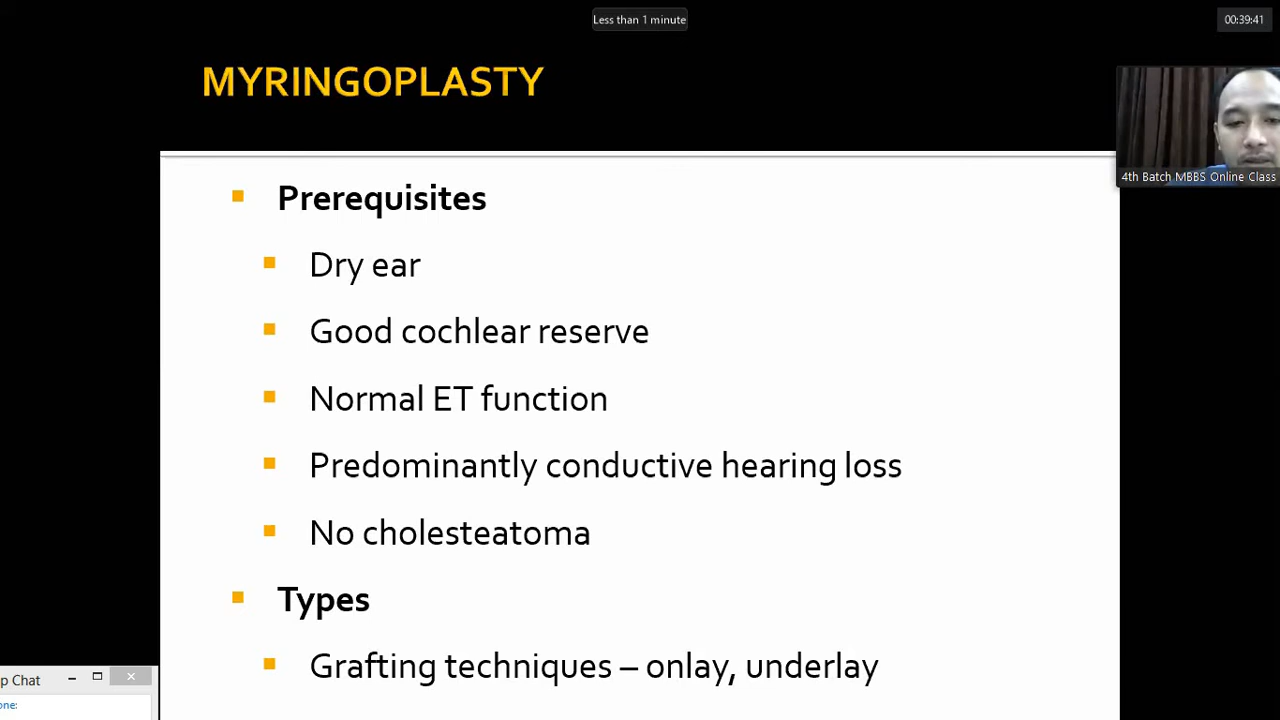 Less than 1 minute
00:39:41
MYRINGOPLASTY
4th Batch MBBS Online Class
Prerequisites
Dry ear
Good cochlear reserve
Normal ET function
Predominantly conductive hearing loss
No cholesteatoma
Types
Grafting techniques – onlay, underlay
p Chat
one: